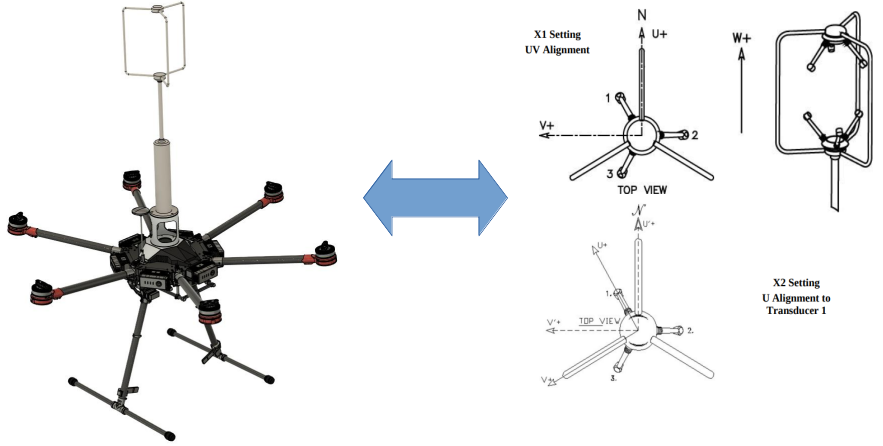 X1 Setting
UV Alignment
N
U+
1
V+
2
3
TOP VIEW
W+
N
U'+
U+
1.
V'+
TOP VIEW
2.
3.
V+
X2 Setting
U Alignment to
Transducer 1